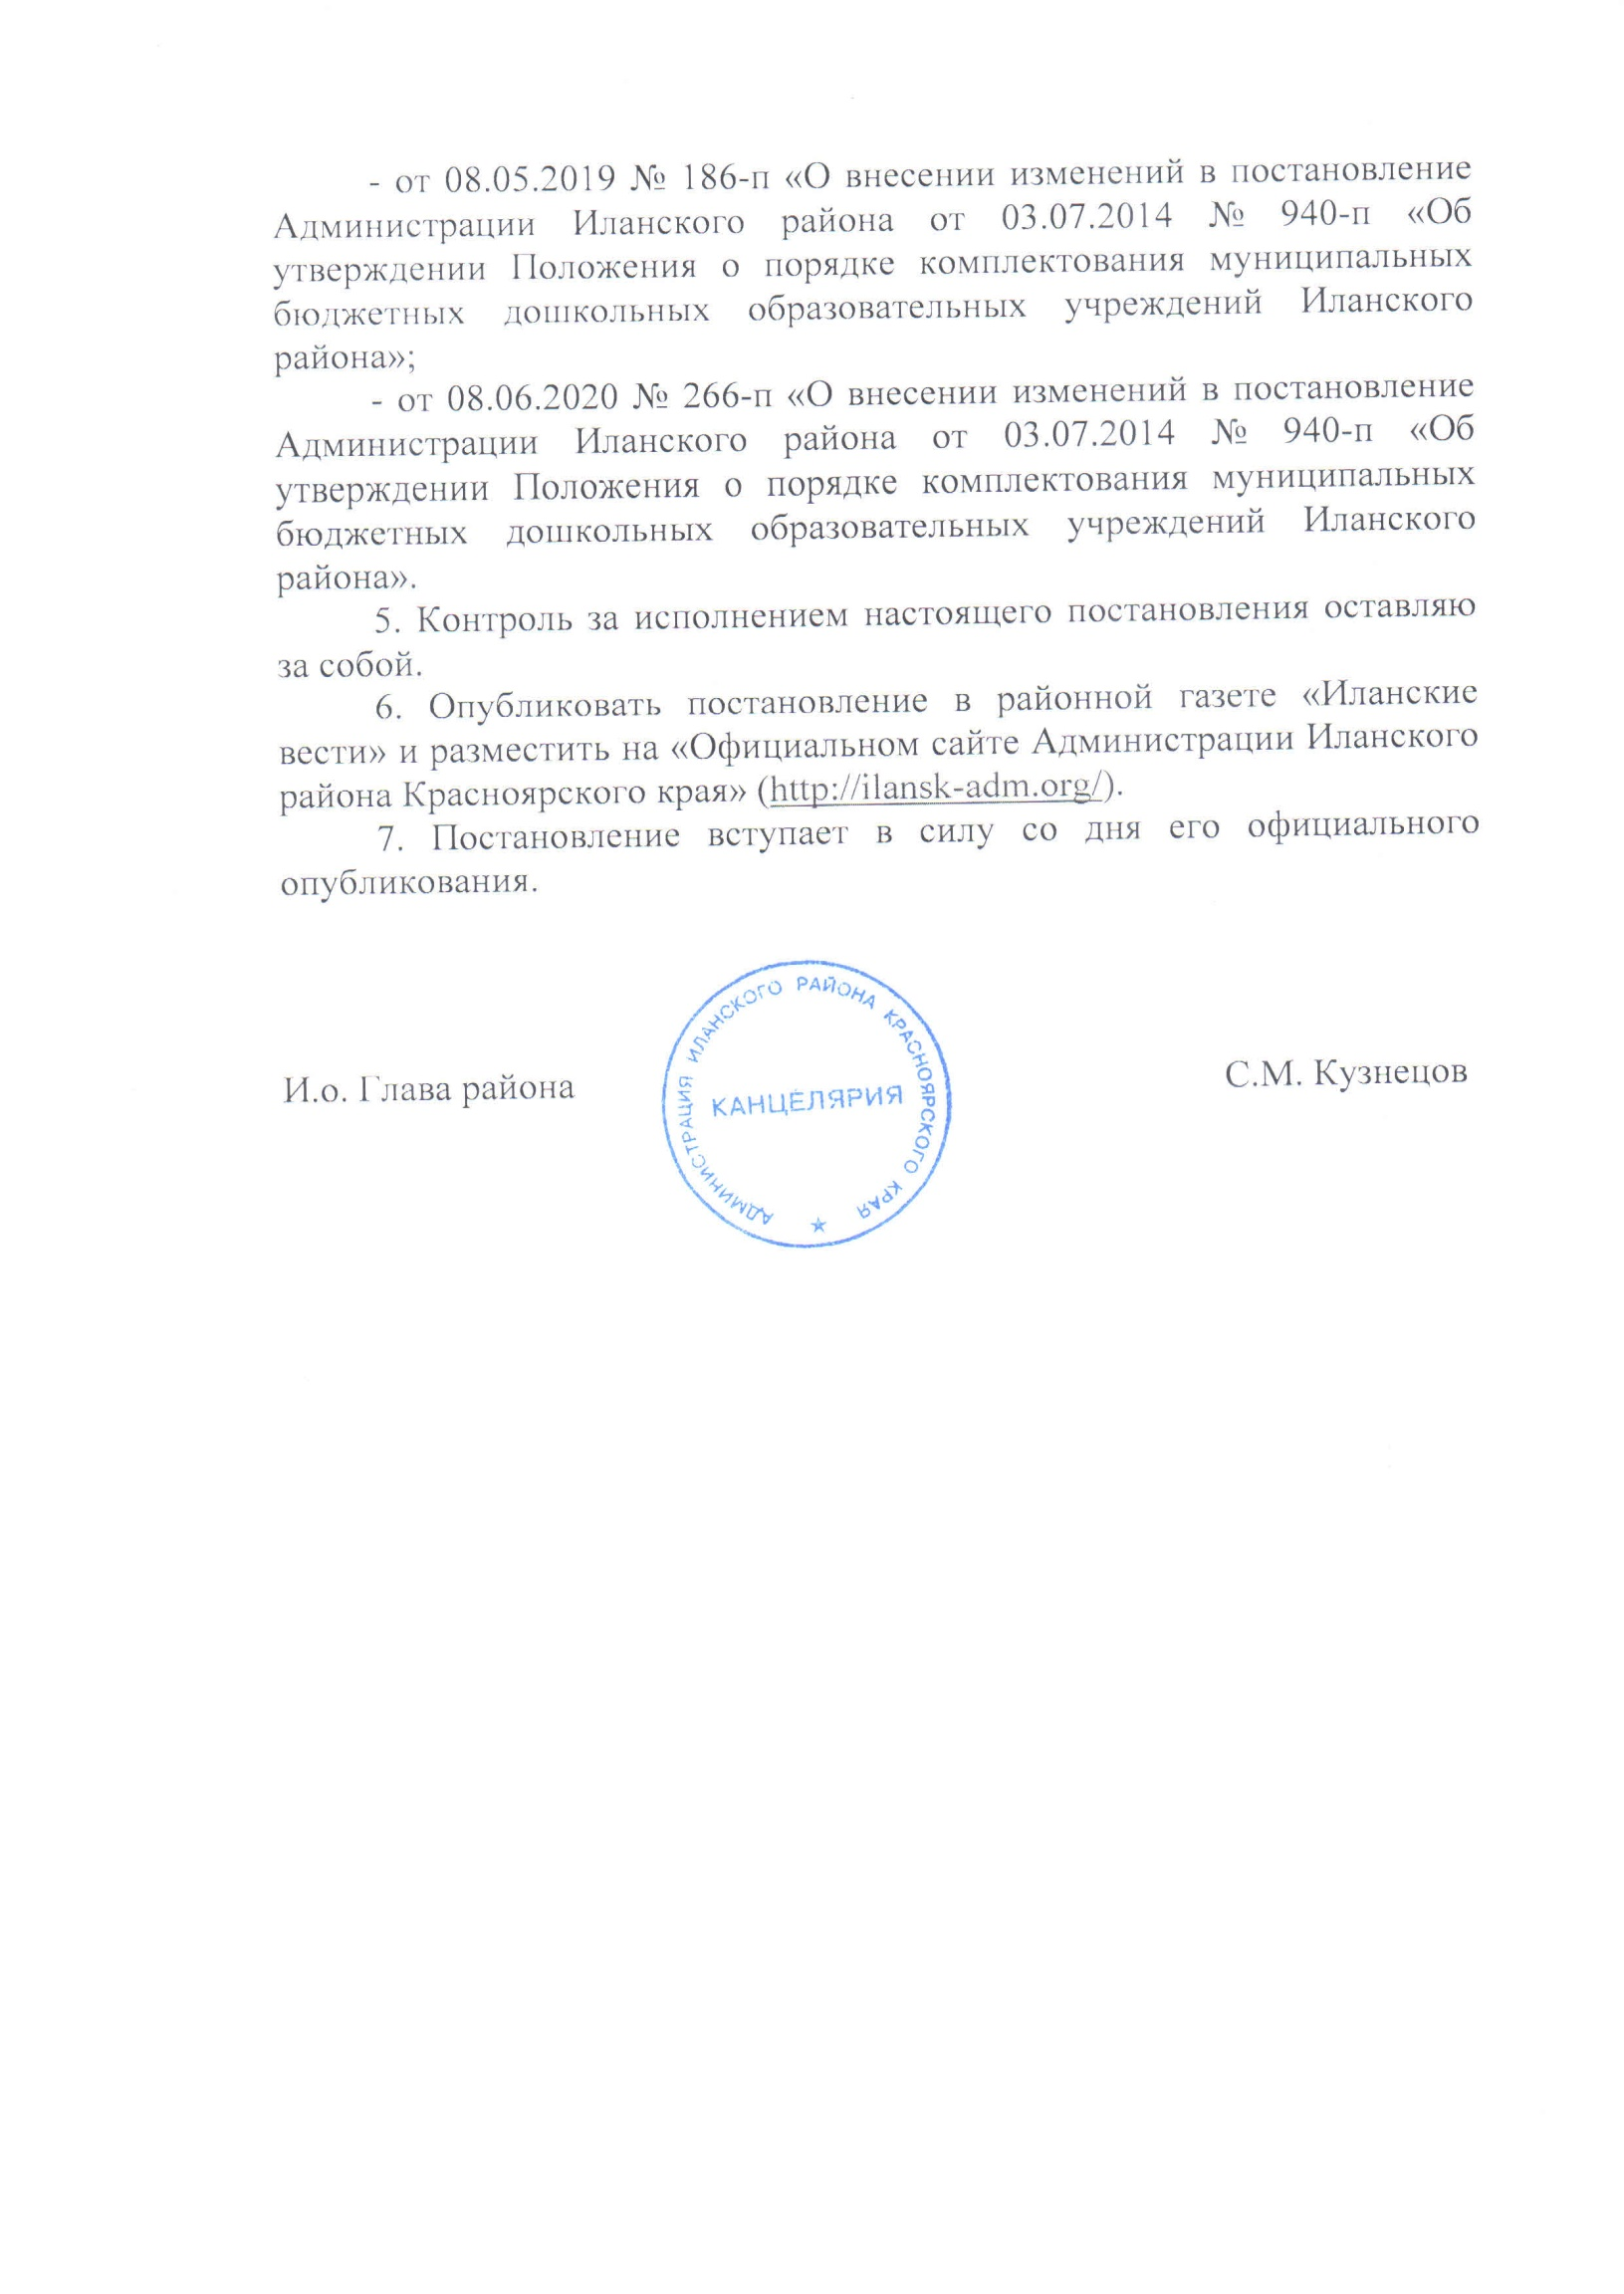 - от 08.05.2019 № 186-п «О внесении изменений в постановление
Администрации Иланского района от 03.07.2014 № 940-п «Об
утверждении Положения о порядке комплектования муниципальных
бюджетных дошкольных образовательных учреждений Иланского
района»;
- от 08.06.2020 № 266-п «О внесении изменений в постановление
Администрации Иланского района от 03.07.2014 № 940-п «Об
утверждении Положения о порядке комплектования муниципальных
бюджетных дошкольных образовательных учреждений Иланского
района».
5. Контроль за исполнением настоящего постановления оставляю
за собой.
6. Опубликовать постановление в районной газете «Иланские
вести» и разместить на «Официальном сайте Администрации Иланского
района Красноярского края» (http://ilansk-adm.org/).
7. Постановление вступает в силу со дня его официального
опубликования.
И.о. Глава района
АДМИНИСТРАЦИЯ ИЛАНСКОГО РАЙОНА КРАСНОЯРСКОГО КРАЯ
КАНЦЕЛЯРИЯ
С.М. Кузнецов